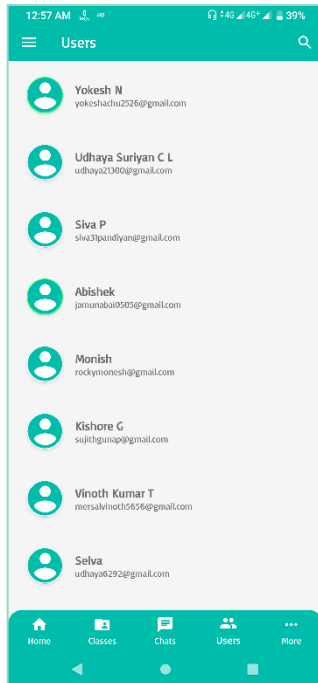 12:57 AM
4G 4G+ 39%
Users
Yokesh N
yokeshachu2526@gmail.com
Udhaya Suriyan C L
udhaya21300@gmail.com
Siva P
siva31pandiyan@gmail.com
Abishek
jamunabai0505@gmail.com
Monish
rockymonesh@gmail.com
Kishore G
sujithgunap@gmail.com
Vinoth Kumar T
mersalvinoth5656@gmail.com
Selva
udhaya6292@gmail.com
Home
Classes
Chats
Users
More